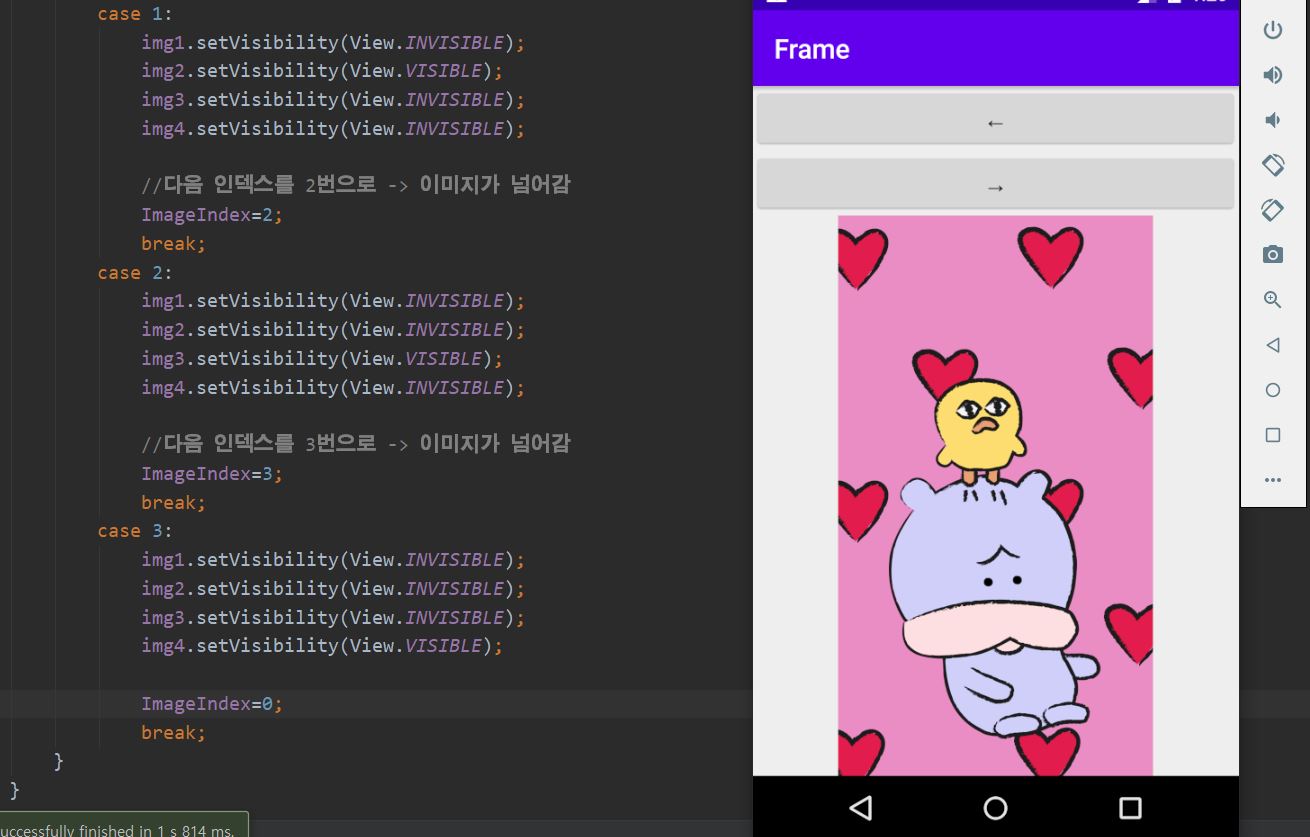 case 1:
img1.setVisibility(View.INVISIBLE);
img2.setVisibility(View.VISIBLE);
img3.setVisibility(View.INVISIBLE);
img4.setVisibility(View.INVISIBLE);
//다음 인덱스를 2번으로 -> 이미지가 넘어감
ImageIndex=2;
break;
case 2:
img1.setVisibility(View.INVISIBLE);
img2.setVisibility(View.INVISIBLE);
img3.setVisibility(View.VISIBLE);
img4.setVisibility(View.INVISIBLE);
//다음 인덱스를 3번으로 -> 이미지가 넘어감
ImageIndex=3;
break;
case 3:
img1.setVisibility(View.INVISIBLE);
img2.setVisibility(View.INVISIBLE);
img3.setVisibility(View.INVISIBLE);
img4.setVisibility(View.VISIBLE);
ImageIndex=0;
break;
}
}
uccessfully finished in 1 s 814 ms.
Frame
←
→